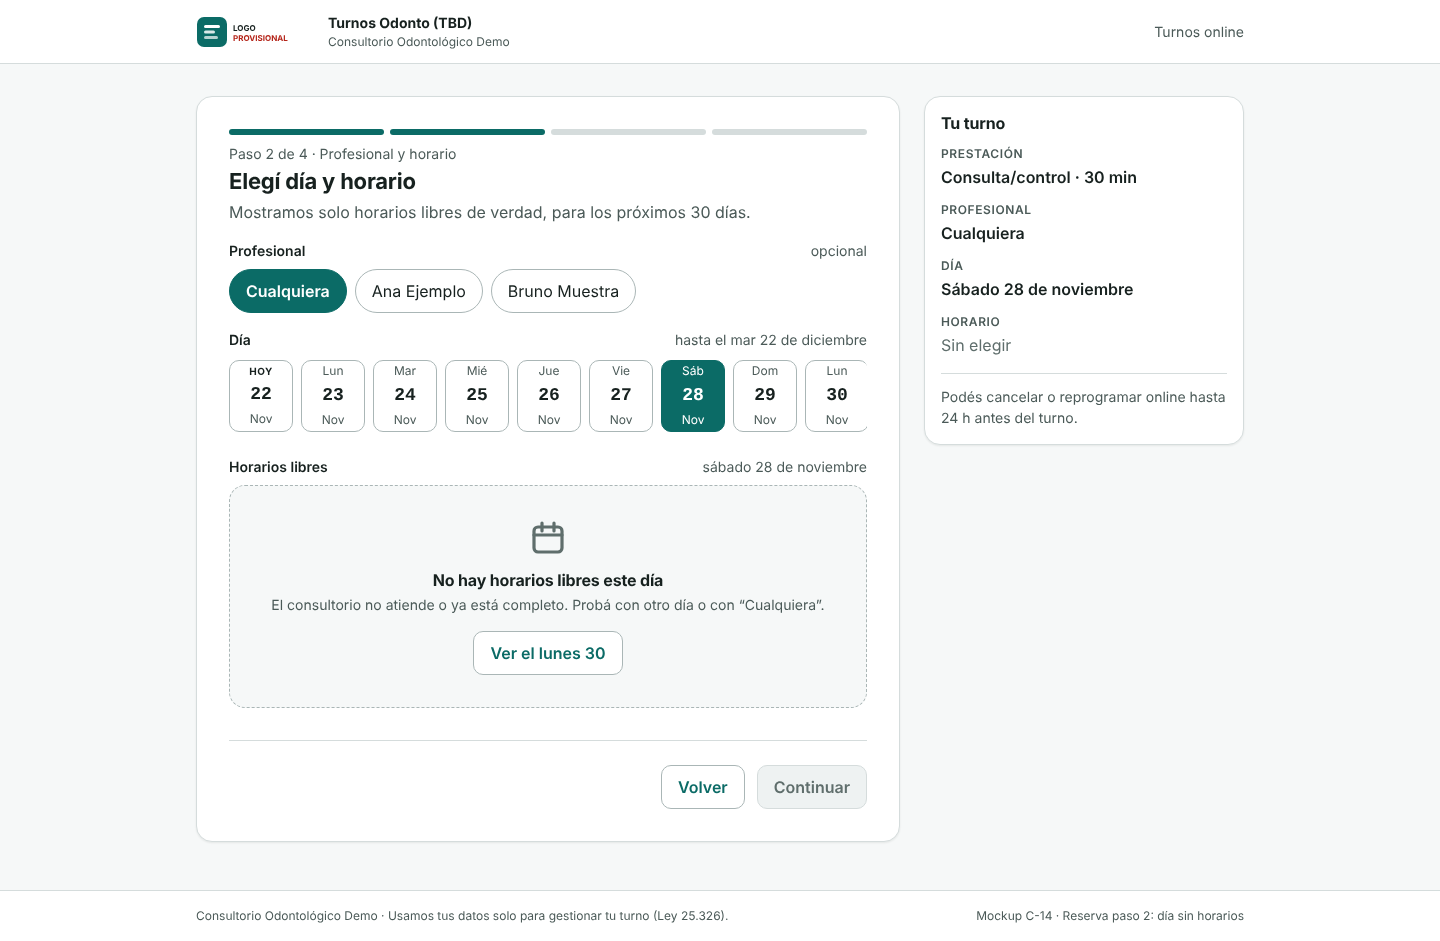 LOGO
PROVISIONAL
Turnos Odonto (TBD)
Consultorio Odontológico Demo
Turnos online
Paso 2 de 4 · Profesional y horario
Elegí día y horario
Mostramos solo horarios libres de verdad, para los próximos 30 días.
Profesional
opcional
Cualquiera
Ana Ejemplo
Bruno Muestra
Día
hasta el mar 22 de diciembre
HOY
22
Nov
Lun
23
Nov
Mar
24
Nov
Mié
25
Nov
Jue
26
Nov
Vie
27
Nov
Sáb
28
Nov
Dom
29
Nov
Lun
30
Nov
Horarios libres
sábado 28 de noviembre
No hay horarios libres este día
El consultorio no atiende o ya está completo. Probá con otro día o con “Cualquiera”.
Ver el lunes 30
Volver
Continuar
Tu turno
PRESTACIÓN
Consulta/control · 30 min
PROFESIONAL
Cualquiera
DÍA
Sábado 28 de noviembre
HORARIO
Sin elegir
Podés cancelar o reprogramar online hasta
24 h antes del turno.
Consultorio Odontológico Demo · Usamos tus datos solo para gestionar tu turno (Ley 25.326).
Mockup C-14 · Reserva paso 2: día sin horarios